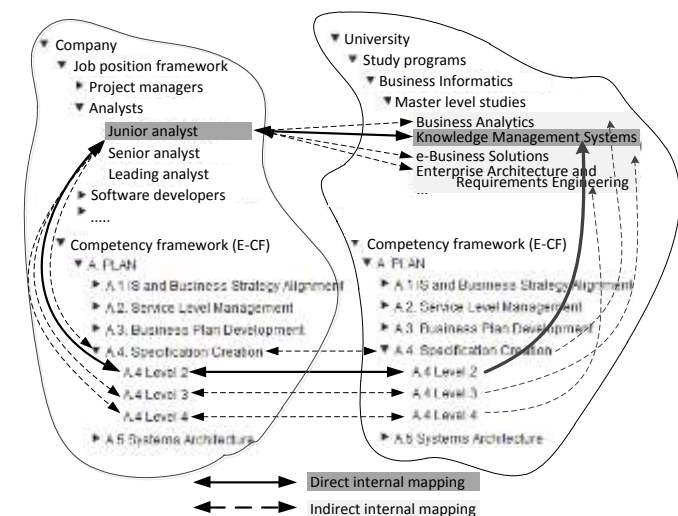 Company
Job position framework
Project managers
Analysts
Junior analyst
Senior analyst
Leading analyst
Software developers
.....
Competency framework (E-CF)
A. PLAN
A.1 IS and Business Strategy Alignment
A.2. Service Level Management
A.3. Business Plan Development
A.4. Specification Creation
A.4 Level 2
A.4 Level 3
A.4 Level 4
A.5 Systems Architecture
University
Study programs
Business Informatics
Master level studies
Business Analytics
Knowledge Management Systems
e-Business Solutions
Enterprise Architecture and
Requirements Engineering
...
Competency framework (E-CF)
A. PLAN
A.1 IS and Business Strategy Alignment
A.2. Service Level Management
A.3. Business Plan Development
A.4. Specification Creation
A.4 Level 2
A.4 Level 3
A.4 Level 4
A.5 Systems Architecture
Direct internal mapping
Indirect internal mapping